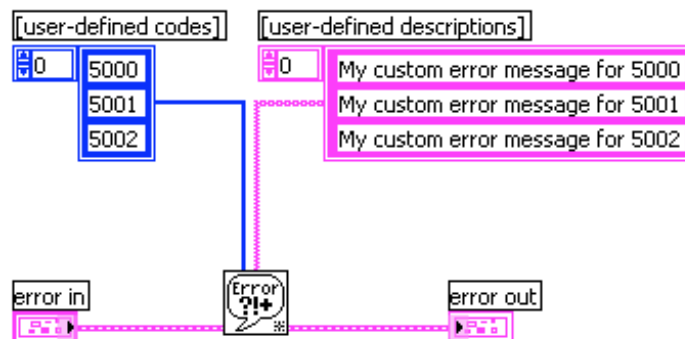 [user-defined codes] [user-defined descriptions]
0 5000 0 My custom error message for 5000
5001 My custom error message for 5001
5002 My custom error message for 5002
error in Error error out
?!+